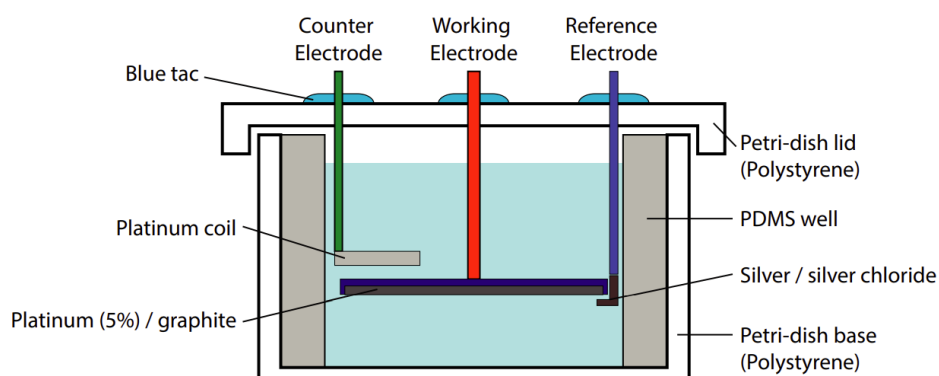 Counter
Electrode
Working
Electrode
Reference
Electrode
Blue tac
Petri-dish lid
(Polystyrene)
Platinum coil
PDMS well
Silver / silver chloride
Platinum (5%) / graphite
Petri-dish base
(Polystyrene)